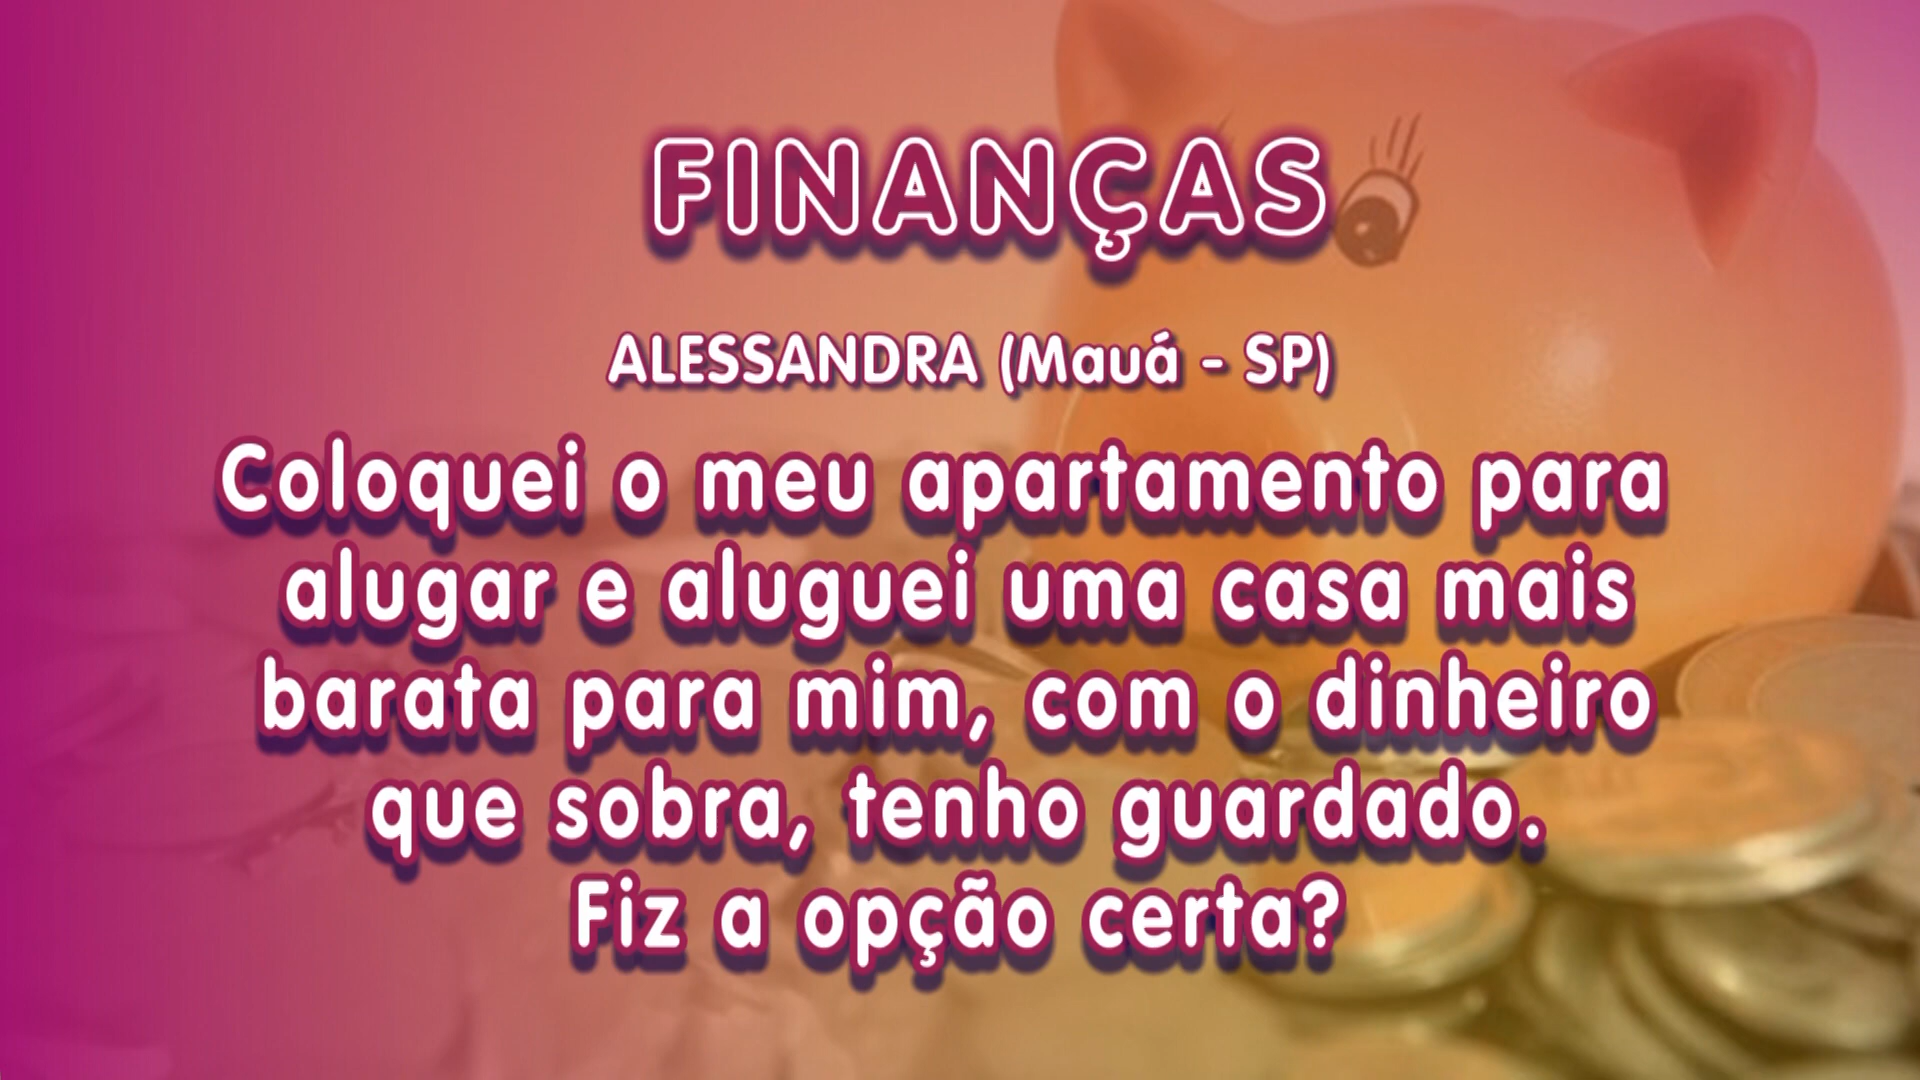 FINANÇAS
ALESSANDRA (Mauá - SP)
Coloquei o meu apartamento para
alugar e aluguei uma casa mais
barata para mim, com o dinheiro
que sobra, tenho guardado.
Fiz a opção certa?